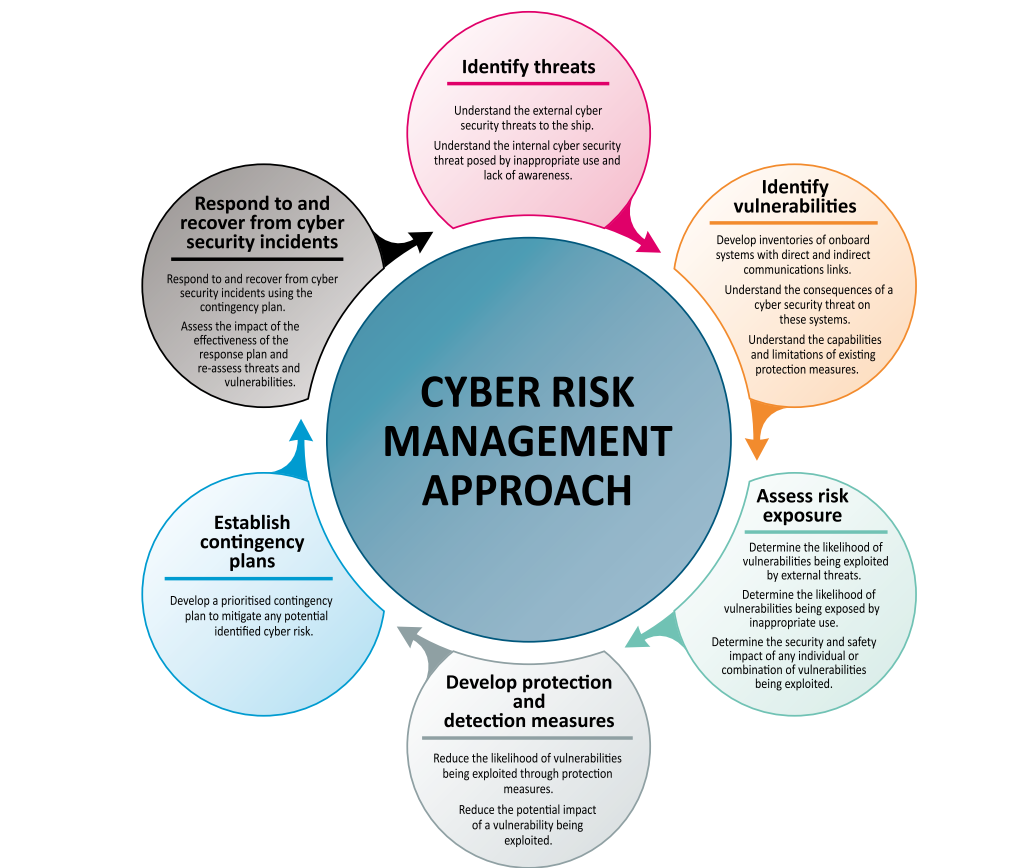 Identify threats
Understand the external cyber
security threats to the ship.
Understand the internal cyber security
threat posed by inappropriate use and
lack of awareness.
Identify
vulnerabilities
Develop inventories of onboard
systems with direct and indirect
communications links.
Understand the consequences of a
cyber security threat on
these systems.
Understand the capabilities
and limitations of existing
protection measures.
Assess risk
exposure
Determine the likelihood of
vulnerabilities being exploited
by external threats.
Determine the likelihood of
vulnerabilities being exposed by
inappropriate use.
Determine the security and safety
impact of any individual or
combination of vulnerabilities
being exploited.
Develop protection
and
detection measures
Reduce the likelihood of vulnerabilities
being exploited through protection
measures.
Reduce the potential impact
of a vulnerability being
exploited.
Establish
contingency
plans
Develop a prioritised contingency
plan to mitigate any potential
identified cyber risk.
Respond to and
recover from cyber
security incidents
Respond to and recover from cyber
security incidents using the
contingency plan.
Assess the impact of the
effectiveness of the
response plan and
re-assess threats and
vulnerabilities.
CYBER RISK
MANAGEMENT
APPROACH